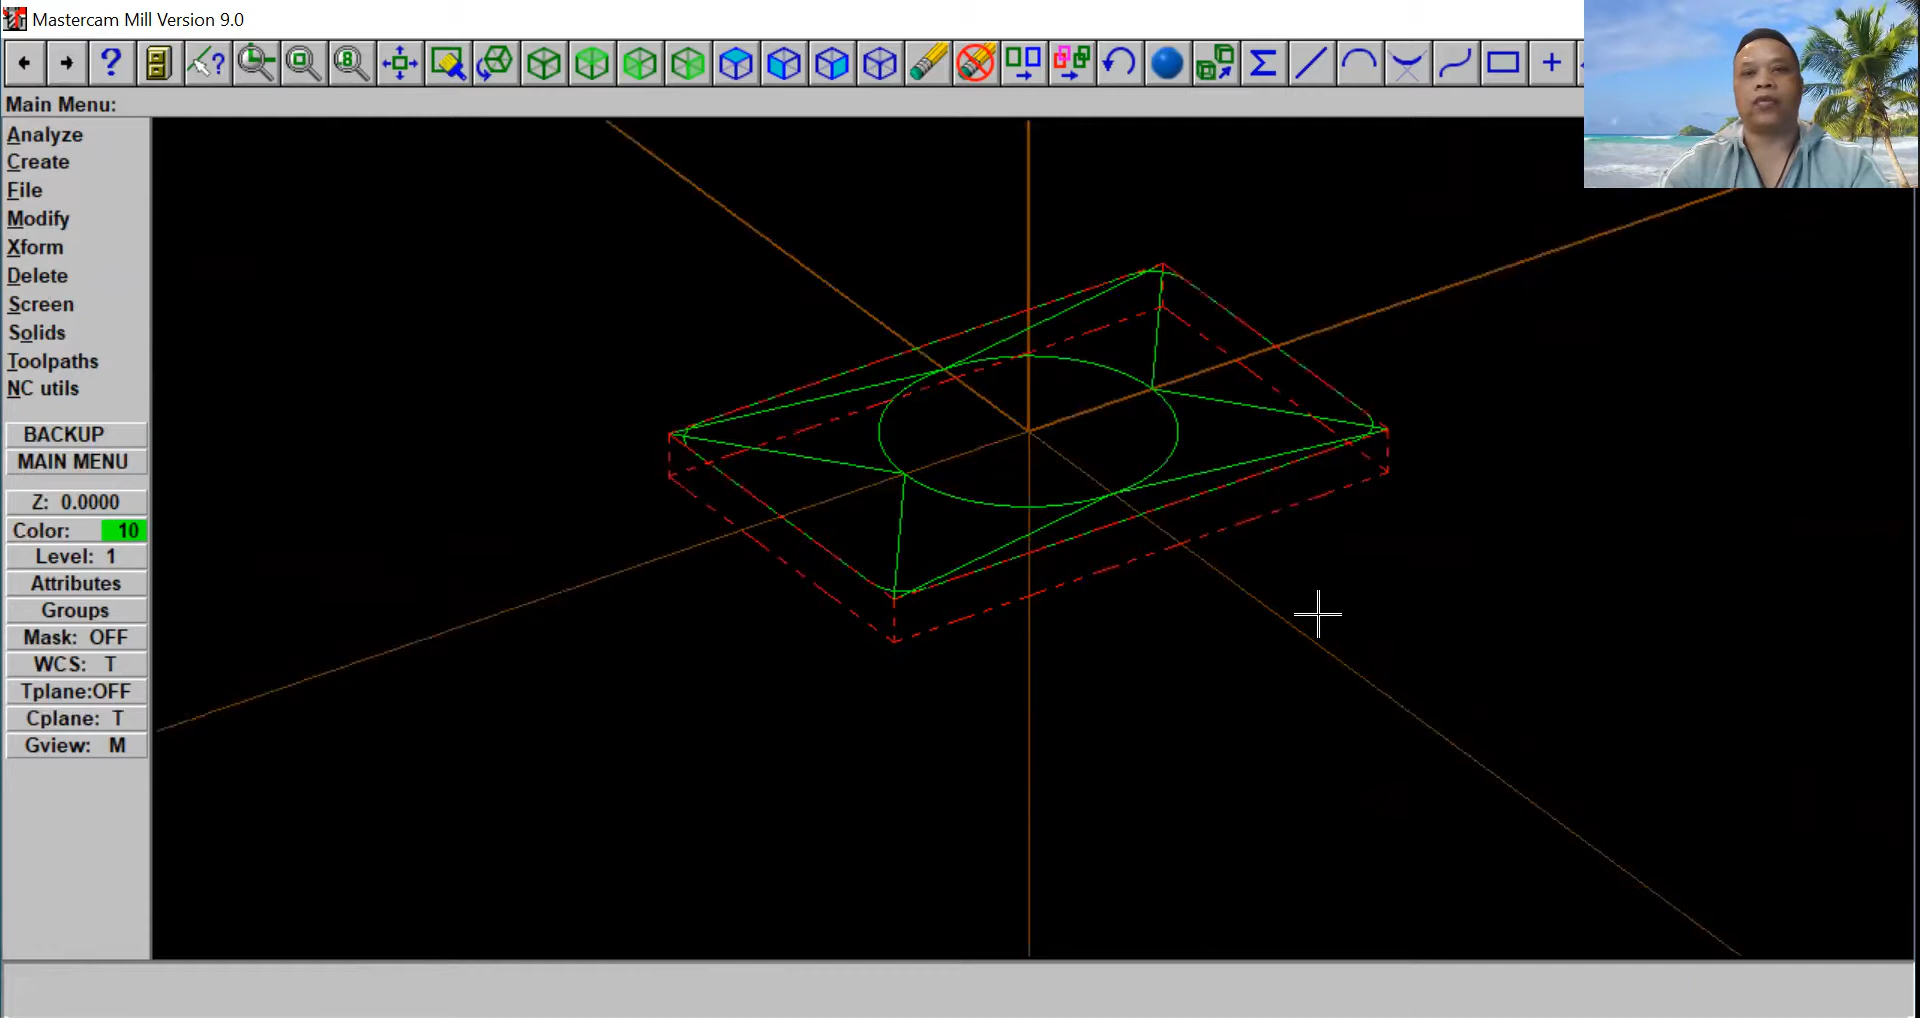 Mastercam Mill Version 9.0
Main Menu:
Analyze
Create
File
Modify
Xform
Delete
Screen
Solids
Toolpaths
NC utils
BACKUP
MAIN MENU
Z: 0.0000
Color: 10
Level: 1
Attributes
Groups
Mask: OFF
WCS: T
Tplane:OFF
Cplane: T
Gview: M